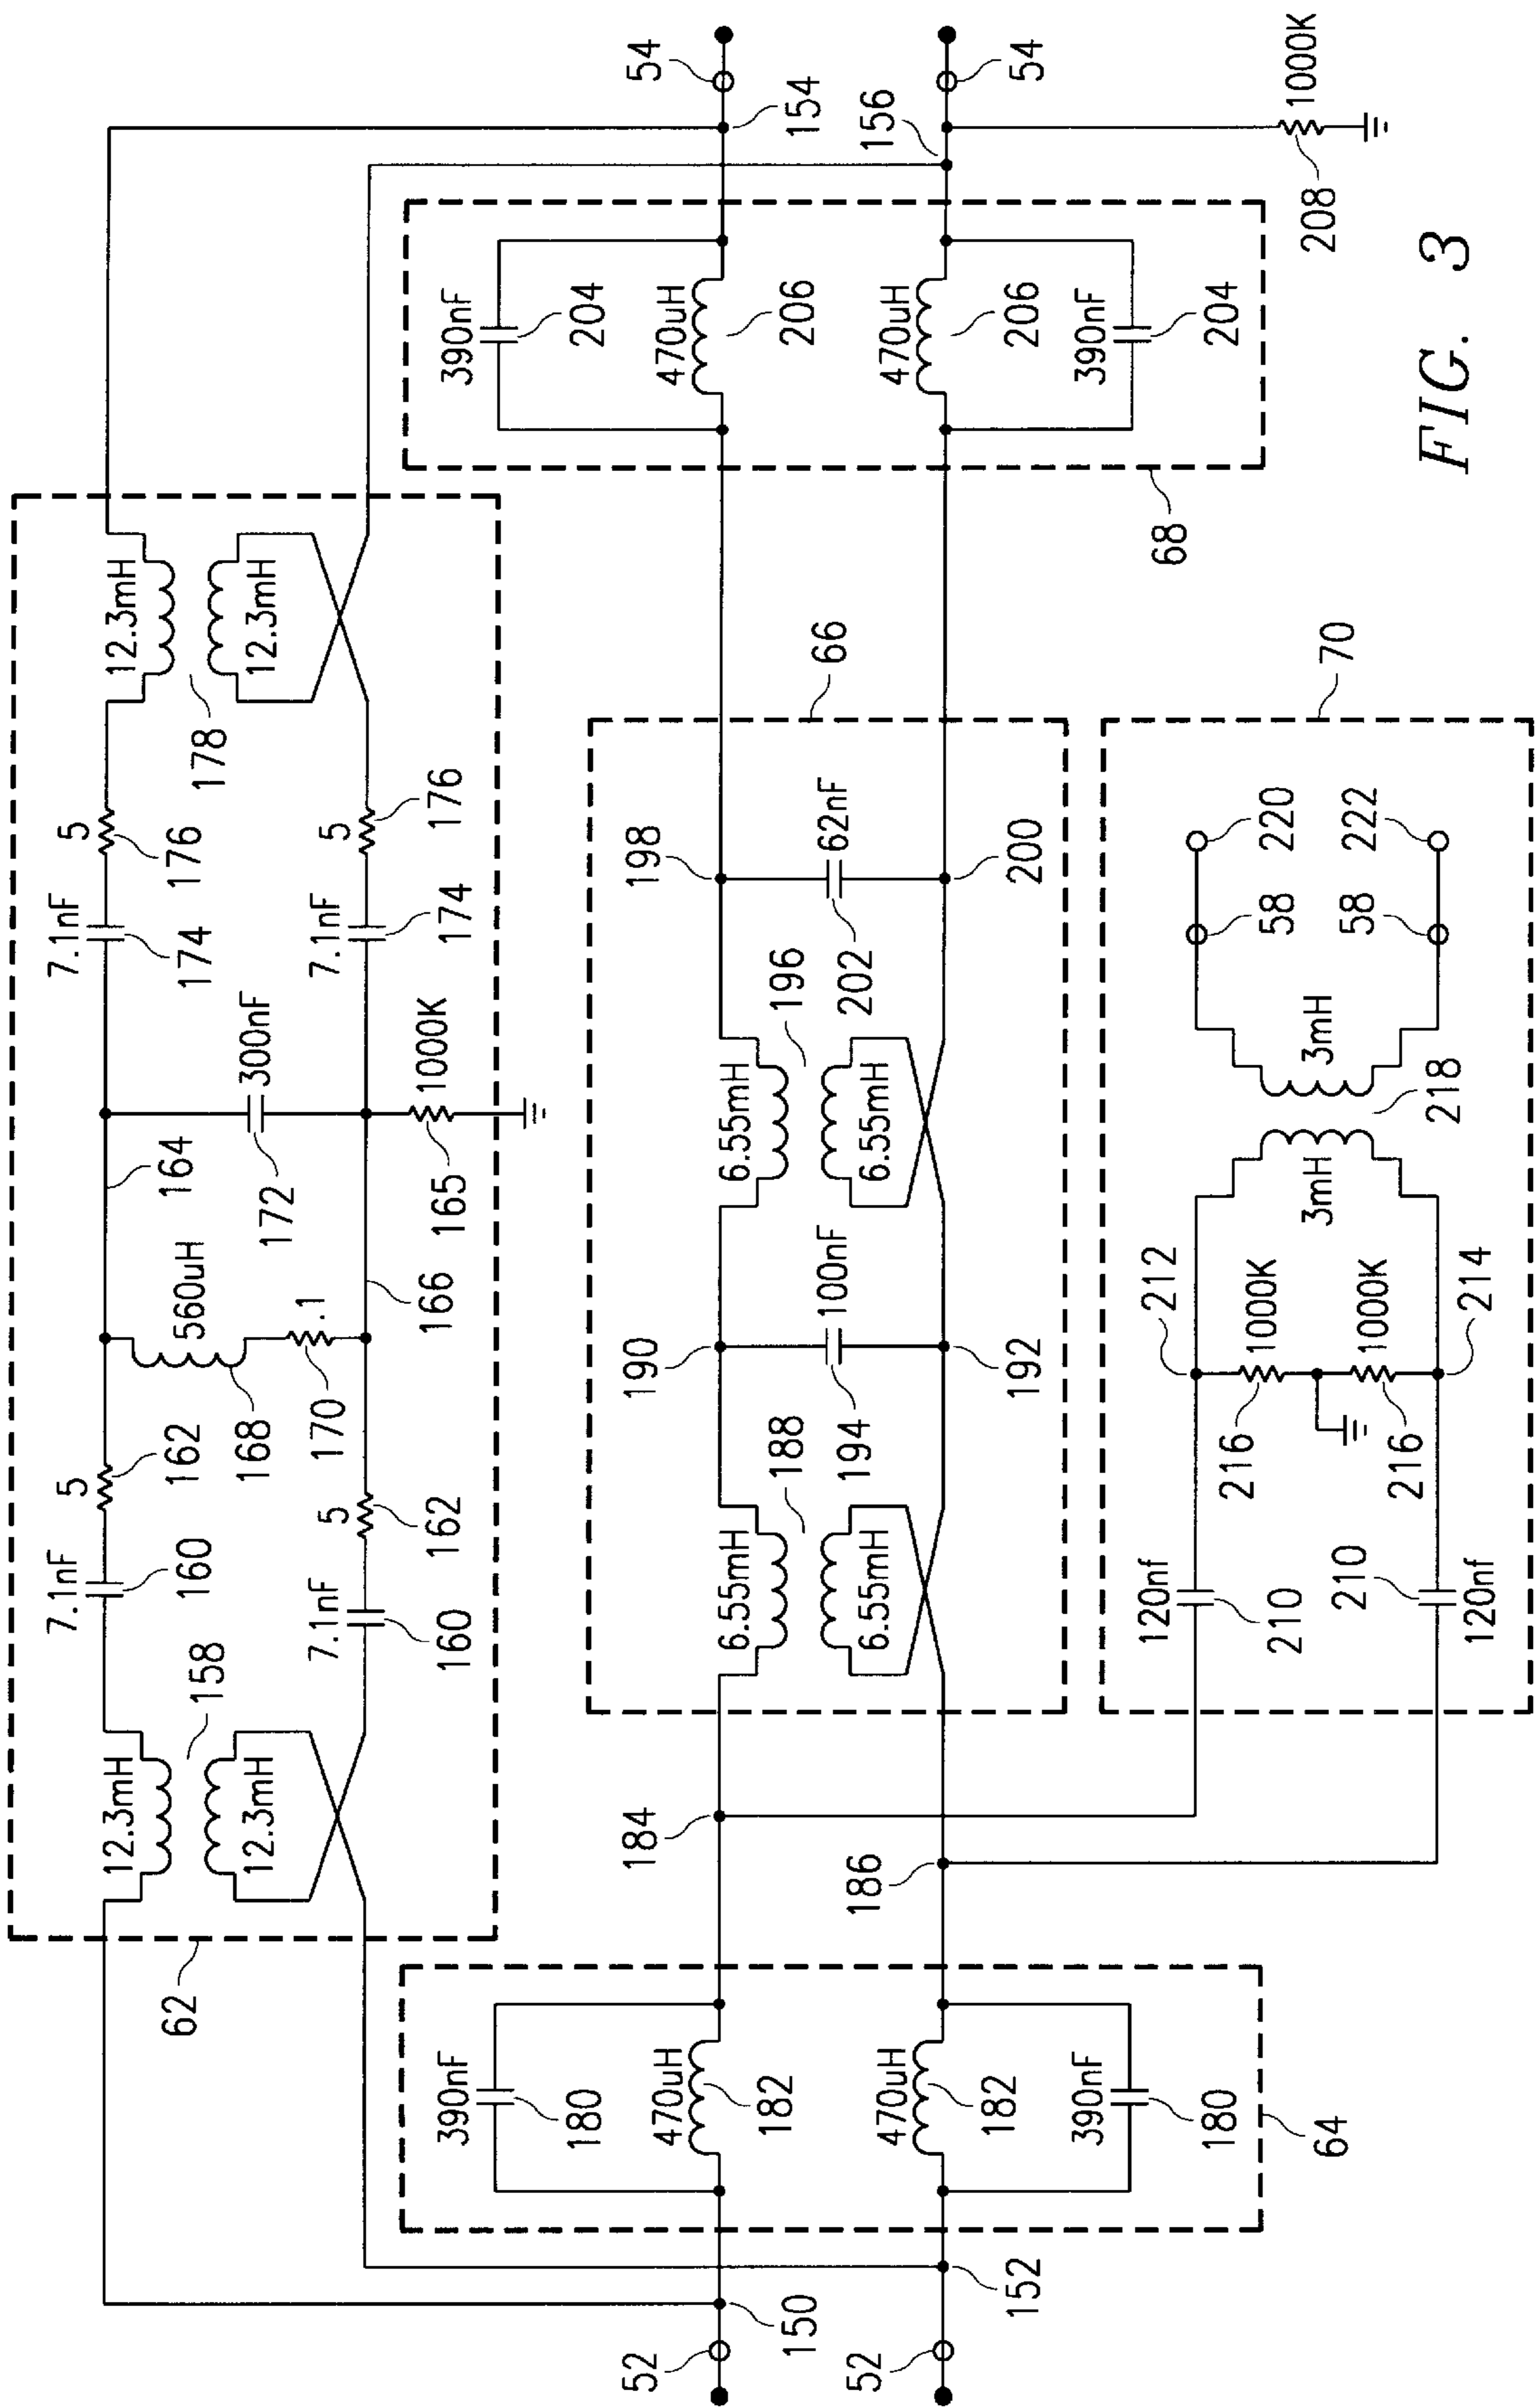 12.3mH
158
12.3mH
7.1nF
160
5
162
7.1nF
160
5
162
560uH
168
.1
170
164
166
300nF
172
1000K
165
7.1nF
174
5
176
7.1nF
174
5
176
12.3mH
178
12.3mH
62
52
150
52
152
390nF
180
470uH
182
470uH
182
390nF
180
64
184
186
6.55mH
188
6.55mH
190
100nF
194
192
6.55mH
196
6.55mH
198
62nF
202
200
66
390nF
204
470uH
206
470uH
206
390nF
204
68
54
154
54
156
1000K
208
120nf
210
210
120nf
212
1000K
216
1000K
216
214
3mH
3mH
218
58
220
58
222
70
FIG. 3